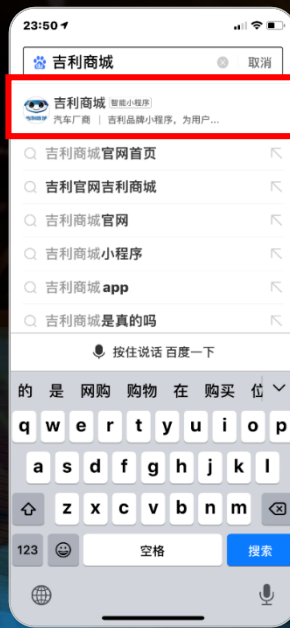 23:50
吉利商城 取消
吉利商城 智能小程序
汽车厂商 | 吉利品牌小程序，为用户...
吉利商城官网首页
吉利官网吉利商城
吉利商城官网
吉利商城小程序
吉利商城 app
吉利商城是真的吗
按住说话 百度一下
的 是 网购 购物 在 购买 位
q w e r t y u i o p
a s d f g h j k l
z x c v b n m
123 空格 搜索